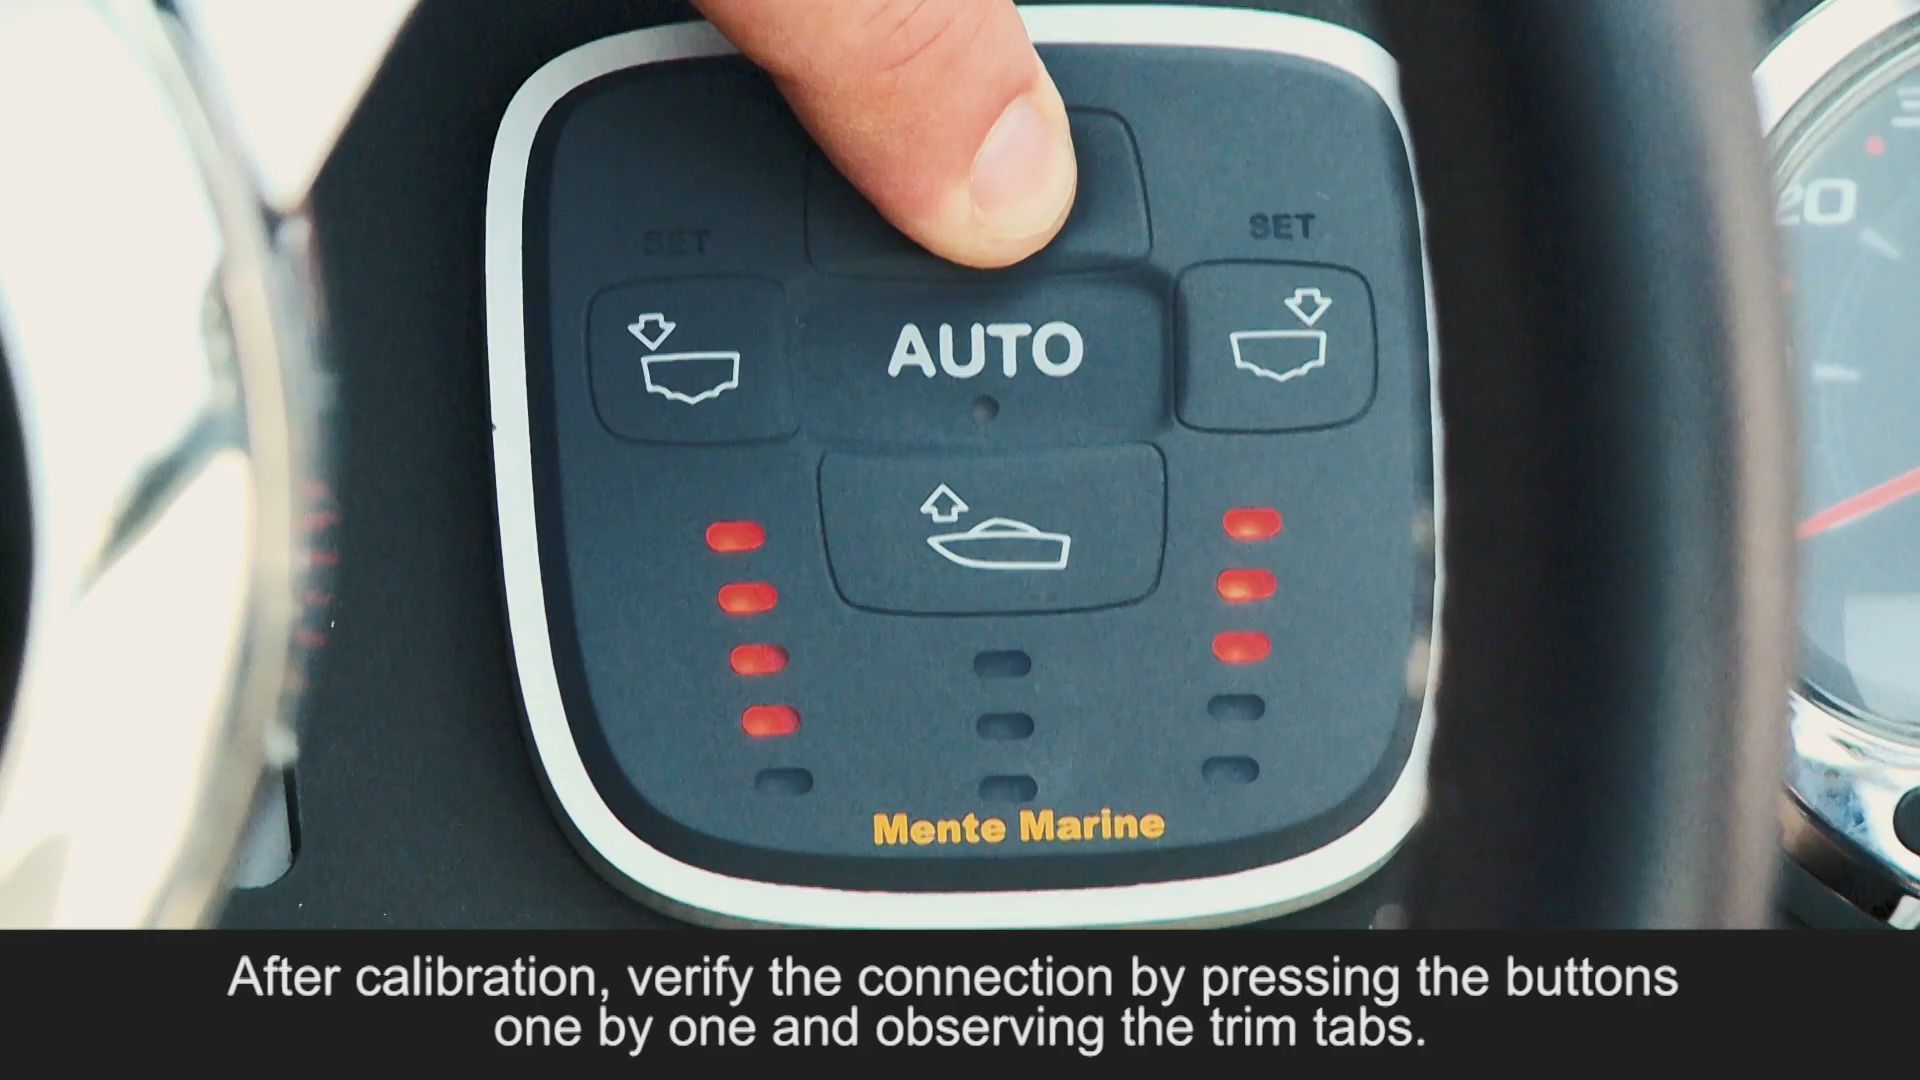 SET
SET
AUTO
20
Mente Marine
After calibration, verify the connection by pressing the buttons
one by one and observing the trim tabs.